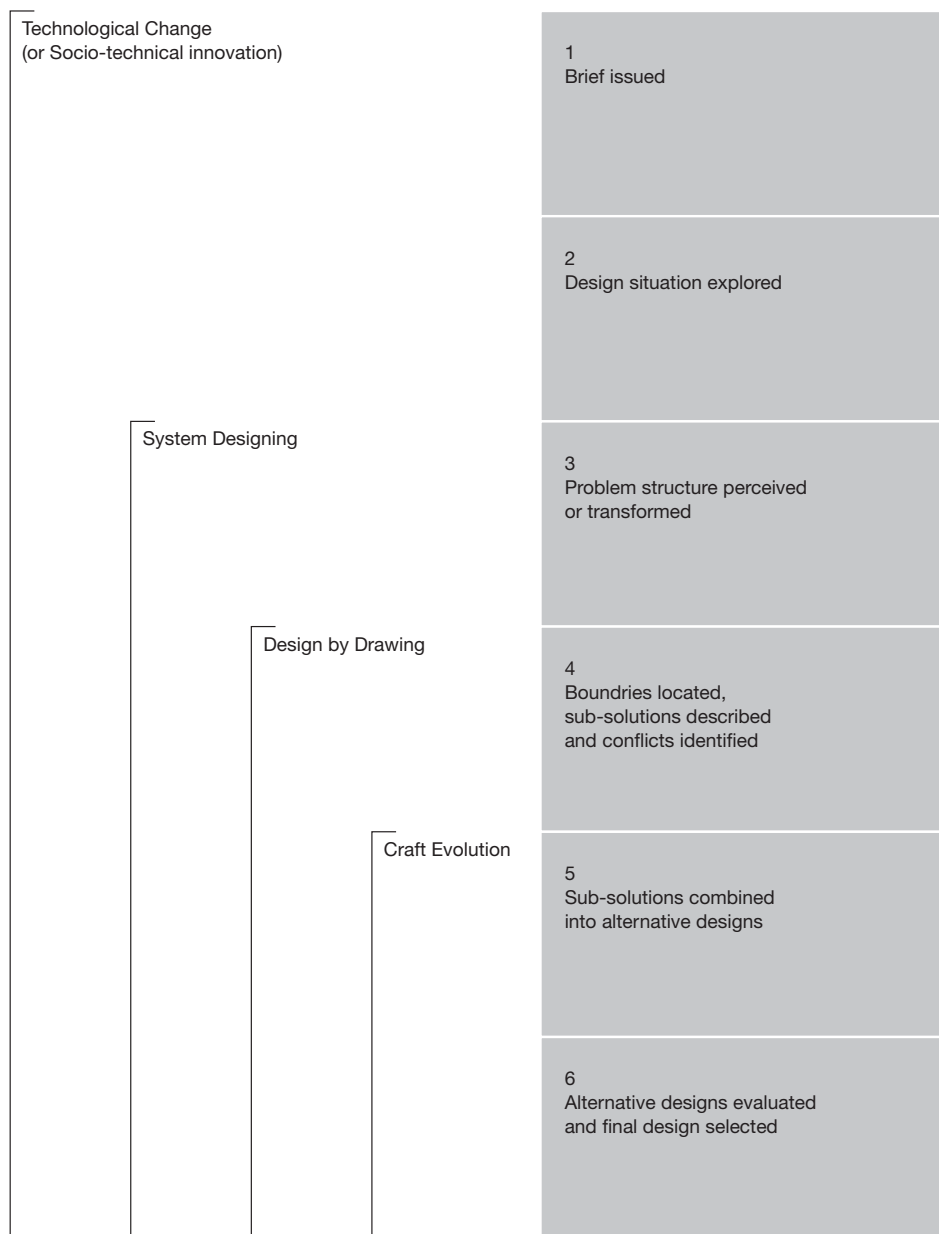 Technological Change
(or Socio-technical innovation)
1
Brief issued
2
Design situation explored
System Designing
3
Problem structure perceived
or transformed
Design by Drawing
4
Boundries located,
sub-solutions described
and conflicts identified
Craft Evolution
5
Sub-solutions combined
into alternative designs
6
Alternative designs evaluated
and final design selected